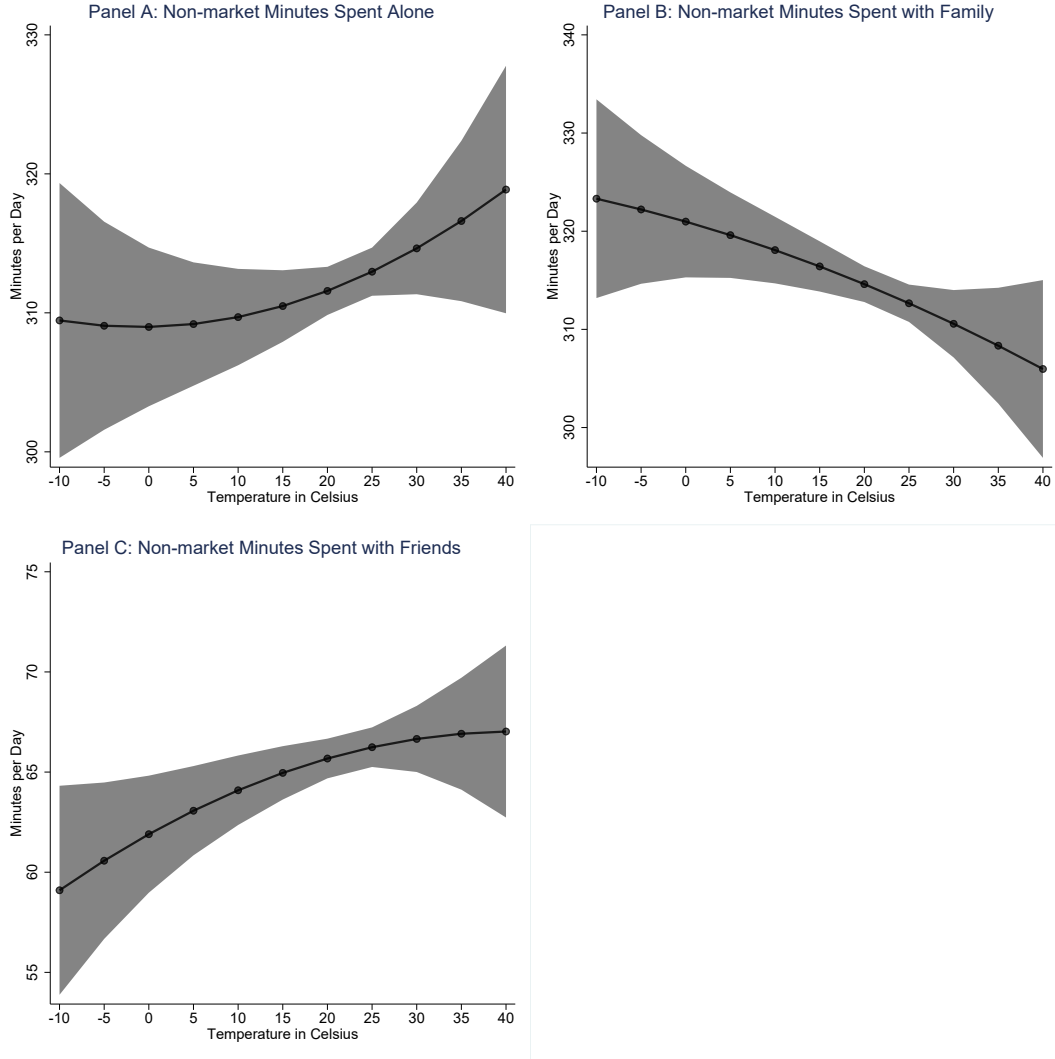 Panel A: Non-market Minutes Spent Alone
Minutes per Day
330
320
310
300
-10 -5 0 5 10 15 20 25 30 35 40
Temperature in Celsius
Panel B: Non-market Minutes Spent with Family
Minutes per Day
340
330
320
310
300
-10 -5 0 5 10 15 20 25 30 35 40
Temperature in Celsius
Panel C: Non-market Minutes Spent with Friends
Minutes per Day
75
70
65
60
55
-10 -5 0 5 10 15 20 25 30 35 40
Temperature in Celsius